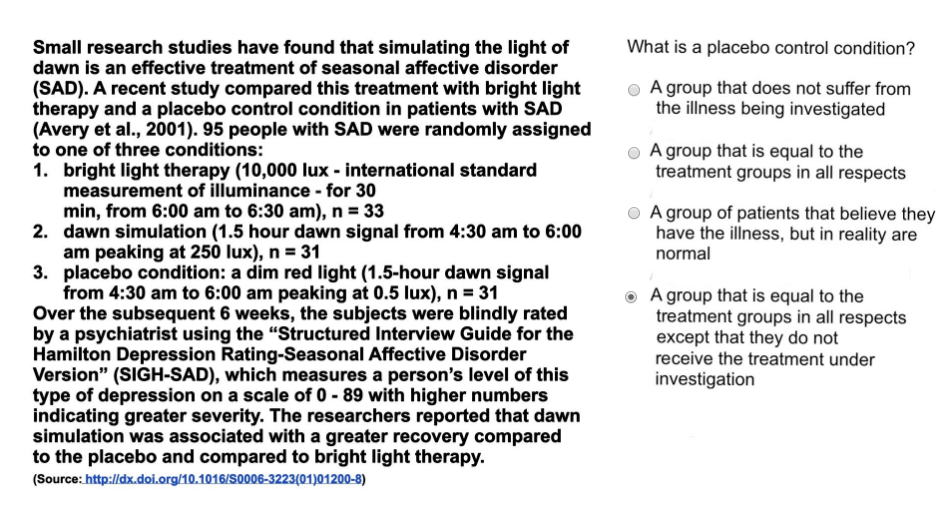 Small research studies have found that simulating the light of
dawn is an effective treatment of seasonal affective disorder
(SAD). A recent study compared this treatment with bright light
therapy and a placebo control condition in patients with SAD
(Avery et al., 2001). 95 people with SAD were randomly assigned
to one of three conditions:
1. bright light therapy (10,000 lux - international standard
measurement of illuminance - for 30
min, from 6:00 am to 6:30 am), n = 33
2. dawn simulation (1.5 hour dawn signal from 4:30 am to 6:00
am peaking at 250 lux), n = 31
3. placebo condition: a dim red light (1.5-hour dawn signal
from 4:30 am to 6:00 am peaking at 0.5 lux), n = 31
Over the subsequent 6 weeks, the subjects were blindly rated
by a psychiatrist using the “Structured Interview Guide for the
Hamilton Depression Rating-Seasonal Affective Disorder
Version” (SIGH-SAD), which measures a person’s level of this
type of depression on a scale of 0 - 89 with higher numbers
indicating greater severity. The researchers reported that dawn
simulation was associated with a greater recovery compared
to the placebo and compared to bright light therapy.
(Source: http://dx.doi.org/10.1016/S0006-3223(01)01200-8)
What is a placebo control condition?
A group that does not suffer from
the illness being investigated
A group that is equal to the
treatment groups in all respects
A group of patients that believe they
have the illness, but in reality are
normal
A group that is equal to the
treatment groups in all respects
except that they do not
receive the treatment under
investigation